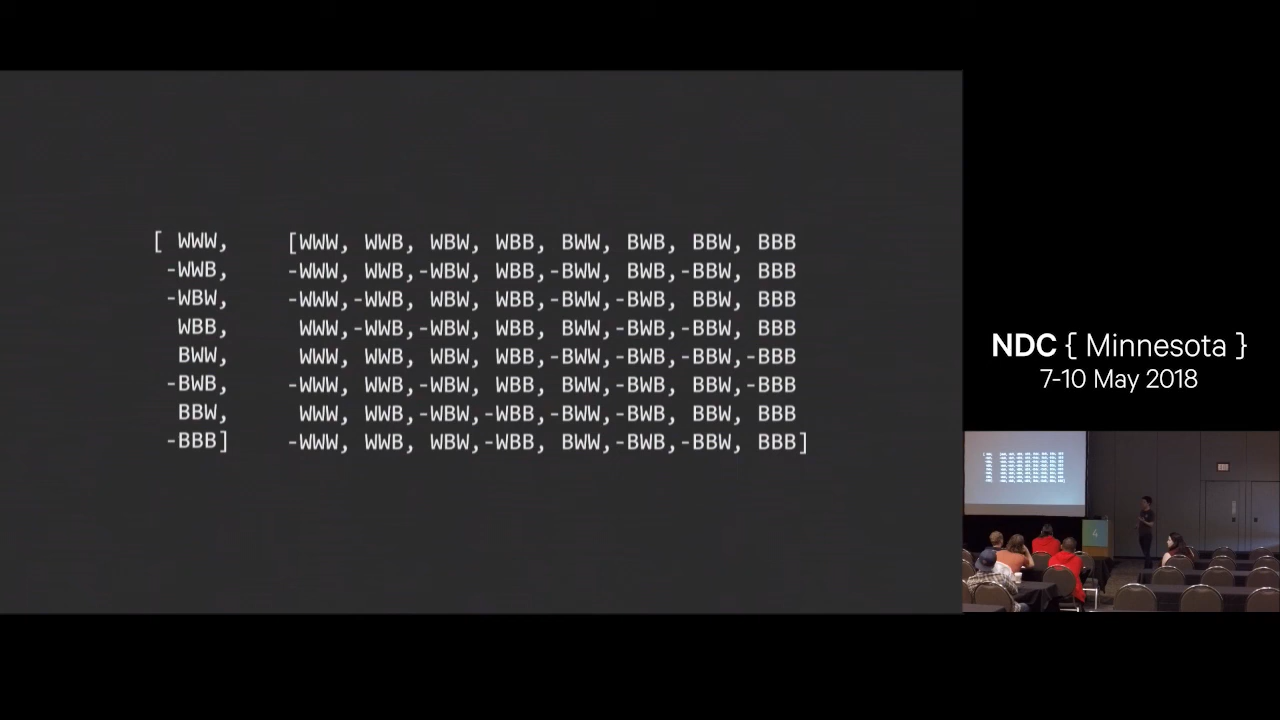 [ WWW,     [WWW, WWB, WBW, WBB, BWW, BWB, BBW, BBB
 -WWB,     -WWW, WWB,-WBW, WBB,-BWW, BWB,-BBW, BBB
 -WBW,     -WWW,-WWB, WBW, WBB,-BWW,-BWB, BBW, BBB
  WBB,      WWW,-WWB,-WBW, WBB, BWW,-BWB,-BBW, BBB
  BWW,      WWW, WWB, WBW, WBB,-BWW,-BWB,-BBW,-BBB
 -BWB,     -WWW, WWB,-WBW, WBB, BWW,-BWB, BBW,-BBB
  BBW,      WWW, WWB,-WBW,-WBB,-BWW,-BWB, BBW, BBB
 -BBB]     -WWW, WWB, WBW,-WBB, BWW,-BWB,-BBW, BBB]
NDC { Minnesota }
7-10 May 2018